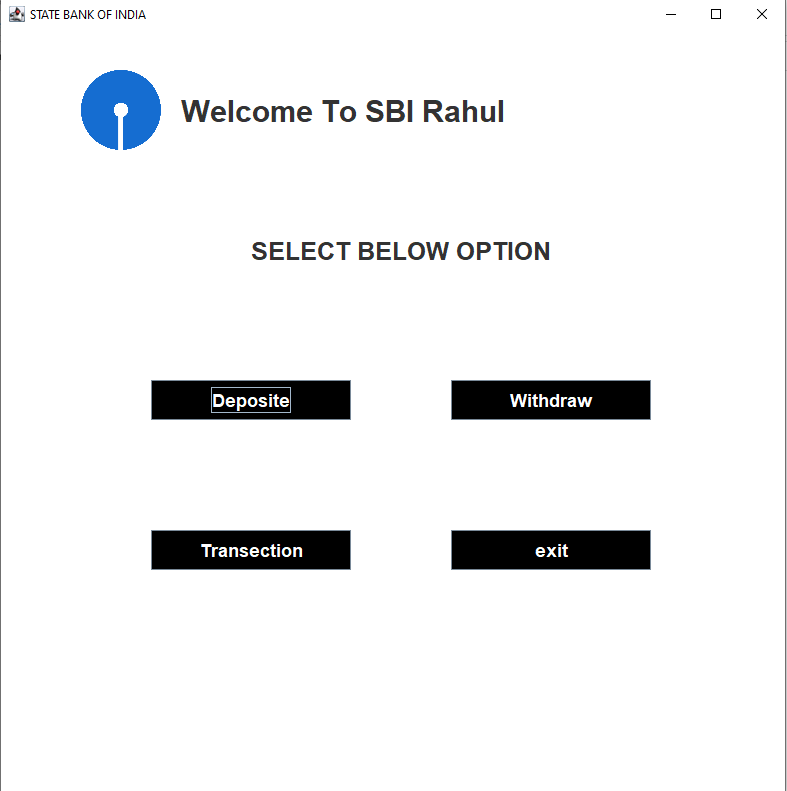 STATE BANK OF INDIA
Welcome To SBI Rahul
SELECT BELOW OPTION
Deposite
Withdraw
Transection
exit